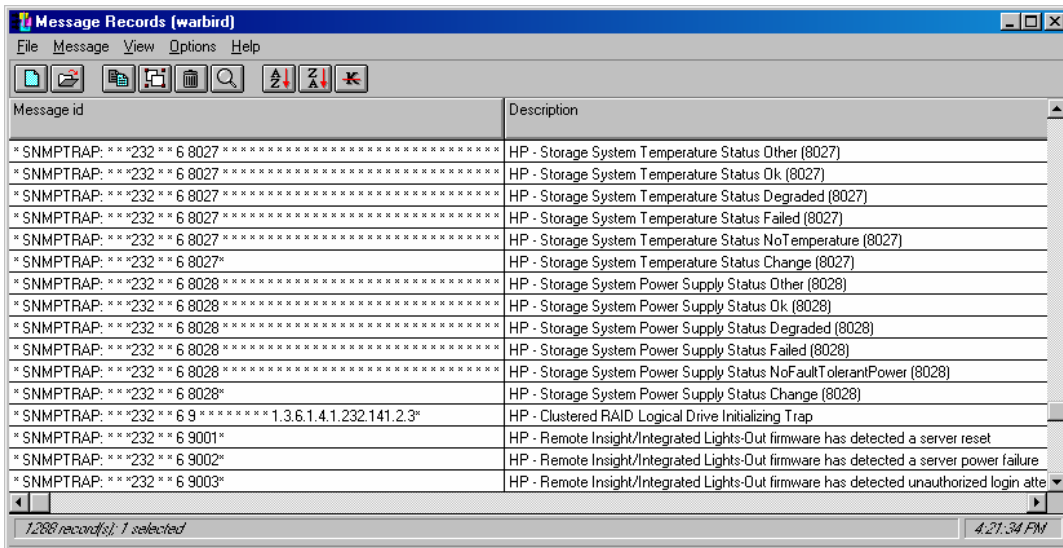 Message Records (warbird)
File Message View Options Help
Message id Description
* SNMPTRAP: * * *232 * * 6 8027 * * * * * * * * * * * * * * * * * * * * * * * * * * * * * * * HP - Storage System Temperature Status Other (8027)
* SNMPTRAP: * * *232 * * 6 8027 * * * * * * * * * * * * * * * * * * * * * * * * * * * * * * * HP - Storage System Temperature Status Ok (8027)
* SNMPTRAP: * * *232 * * 6 8027 * * * * * * * * * * * * * * * * * * * * * * * * * * * * * * * HP - Storage System Temperature Status Degraded (8027)
* SNMPTRAP: * * *232 * * 6 8027 * * * * * * * * * * * * * * * * * * * * * * * * * * * * * * * HP - Storage System Temperature Status Failed (8027)
* SNMPTRAP: * * *232 * * 6 8027 * * * * * * * * * * * * * * * * * * * * * * * * * * * * * * * HP - Storage System Temperature Status NoTemperature (8027)
* SNMPTRAP: * * *232 * * 6 8027* HP - Storage System Temperature Status Change (8027)
* SNMPTRAP: * * *232 * * 6 8028 * * * * * * * * * * * * * * * * * * * * * * * * * * * * * * * HP - Storage System Power Supply Status Other (8028)
* SNMPTRAP: * * *232 * * 6 8028 * * * * * * * * * * * * * * * * * * * * * * * * * * * * * * * HP - Storage System Power Supply Status Ok (8028)
* SNMPTRAP: * * *232 * * 6 8028 * * * * * * * * * * * * * * * * * * * * * * * * * * * * * * * HP - Storage System Power Supply Status Degraded (8028)
* SNMPTRAP: * * *232 * * 6 8028 * * * * * * * * * * * * * * * * * * * * * * * * * * * * * * * HP - Storage System Power Supply Status Failed (8028)
* SNMPTRAP: * * *232 * * 6 8028 * * * * * * * * * * * * * * * * * * * * * * * * * * * * * * * HP - Storage System Power Supply Status NoFaultTolerantPower (8028)
* SNMPTRAP: * * *232 * * 6 8028* HP - Storage System Power Supply Status Change (8028)
* SNMPTRAP: * * *232 * * 6 9 * * * * * * * * 1.3.6.1.4.1.232.141.2.3* HP - Clustered RAID Logical Drive Initializing Trap
* SNMPTRAP: * * *232 * * 6 9001* HP - Remote Insight/Integrated Lights-Out firmware has detected a server reset
* SNMPTRAP: * * *232 * * 6 9002* HP - Remote Insight/Integrated Lights-Out firmware has detected a server power failure
* SNMPTRAP: * * *232 * * 6 9003* HP - Remote Insight/Integrated Lights-Out firmware has detected unauthorized login atte
1288 record(s); 1 selected 4:21:34 PM